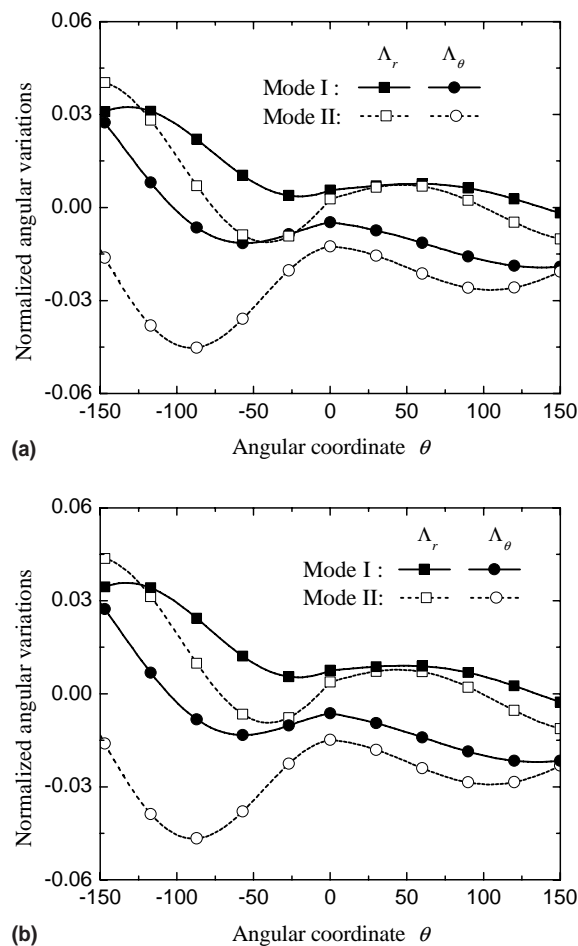 0.06
Λr Λθ
Mode I :
Mode II:
0.03
0.00
-0.03
-0.06
Normalized angular variations
-150 -100 -50 0 50 100 150
(a) Angular coordinate θ
0.06
Λr Λθ
Mode I :
Mode II:
0.03
0.00
-0.03
-0.06
Normalized angular variations
-150 -100 -50 0 50 100 150
(b) Angular coordinate θ